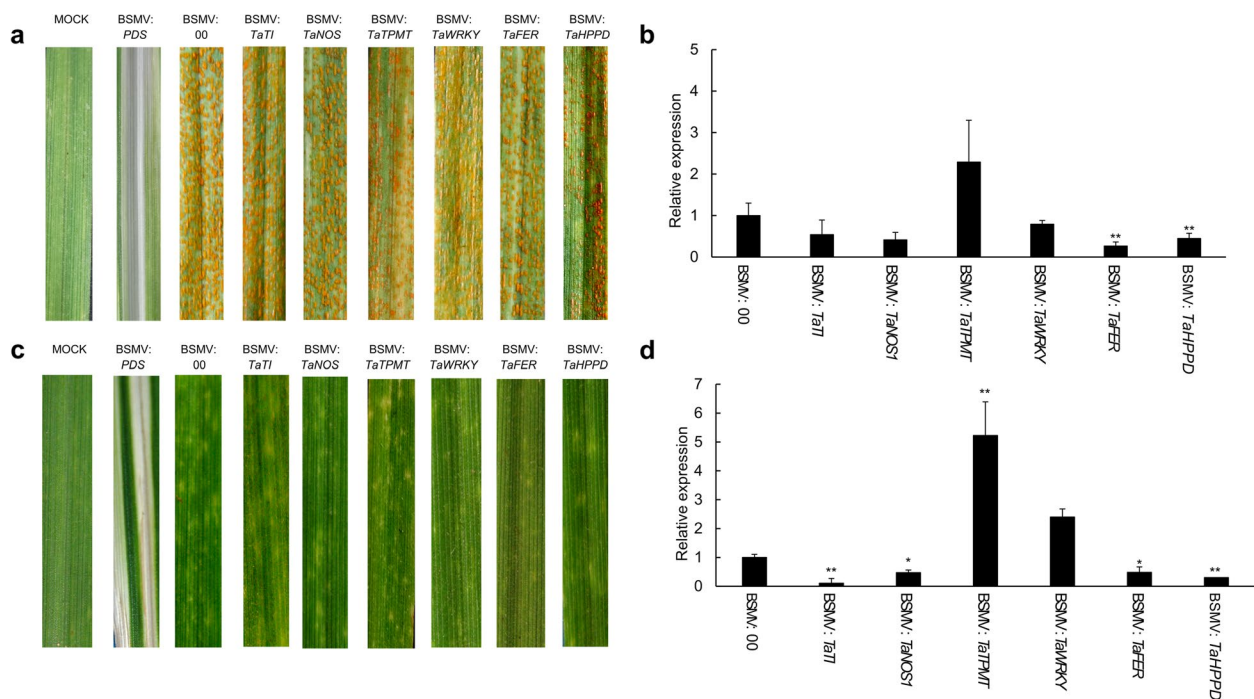 a
MOCK
BSMV:
PDS
BSMV:
00
BSMV:
TaTI
BSMV:
TaNOS
BSMV:
TaTPMT
BSMV:
TaWRKY
BSMV:
TaFER
BSMV:
TaHPPD
b
Relative expression
5
4
3
2
1
0
**
**
BSMV: 00
BSMV: TaTI
BSMV: TaNOS1
BSMV: TaTPMT
BSMV: TaWRKY
BSMV: TaFER
BSMV: TaHPPD
c
MOCK
BSMV:
PDS
BSMV:
00
BSMV:
TaTI
BSMV:
TaNOS
BSMV:
TaTPMT
BSMV:
TaWRKY
BSMV:
TaFER
BSMV:
TaHPPD
d
Relative expression
7
6
5
4
3
2
1
0
**
*
**
*
**
BSMV: 00
BSMV: TaTI
BSMV: TaNOS1
BSMV: TaTPMT
BSMV: TaWRKY
BSMV: TaFER
BSMV: TaHPPD